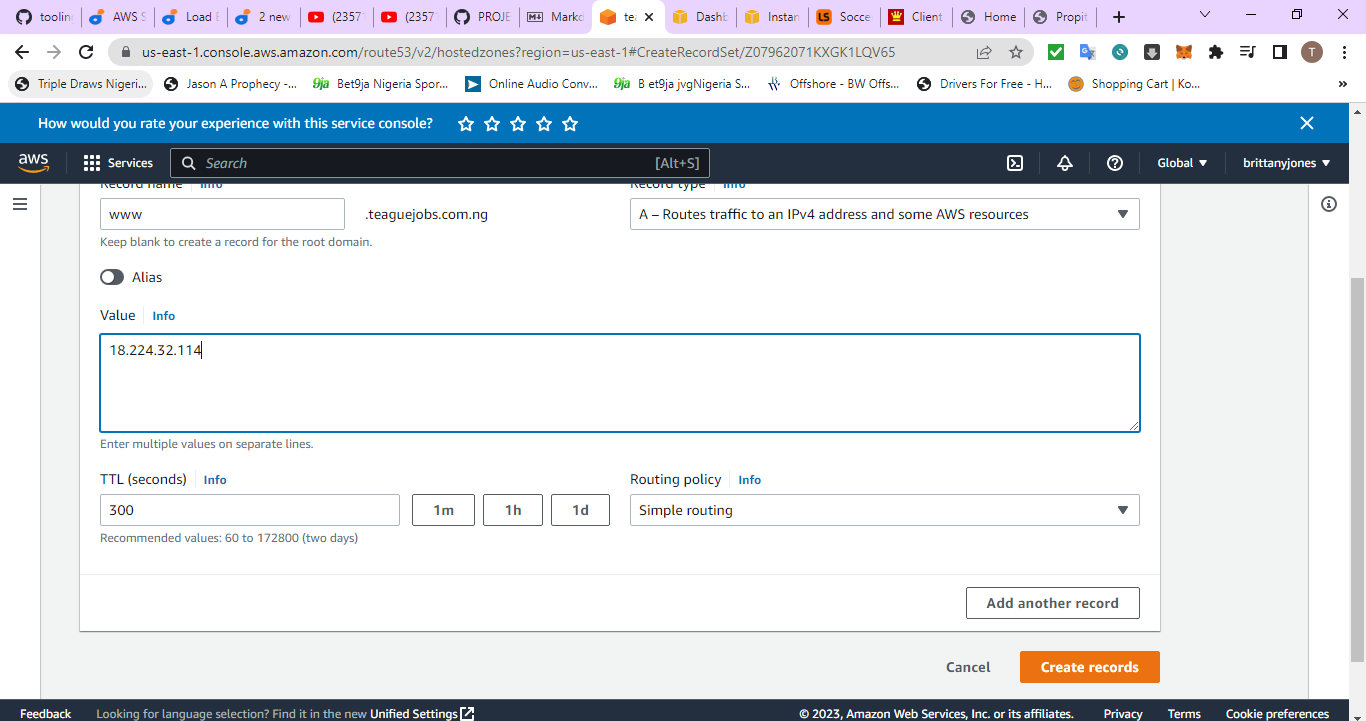 toolin
AWS S
Load B
2 new
(2357
(2357
PROJE
Markd
te
Dashb
Instan
LS
Socce
Client
Home
Propit
us-east-1.console.aws.amazon.com/route53/v2/hostedzones?region=us-east-1#CreateRecordSet/Z07962071KXGK1LQV65
T
Triple Draws Nigeri...
Jason A Prophecy -...
9ja Bet9ja Nigeria Spor...
Online Audio Conv...
9ja B et9ja jvgNigeria S...
Offshore - BW Offs...
Drivers For Free - H...
Shopping Cart | Ko...
»
How would you rate your experience with this service console?
aws
Services
Search
[Alt+S]
Global
brittanyjones
Record name
Info
Record type
Info
www
.teaguejobs.com.ng
A – Routes traffic to an IPv4 address and some AWS resources
Keep blank to create a record for the root domain.
Alias
Value
Info
18.224.32.114
Enter multiple values on separate lines.
TTL (seconds)
Info
Routing policy
Info
300
1m
1h
1d
Simple routing
Recommended values: 60 to 172800 (two days)
Add another record
Cancel
Create records
Feedback
Looking for language selection? Find it in the new Unified Settings
© 2023, Amazon Web Services, Inc. or its affiliates.
Privacy
Terms
Cookie preferences